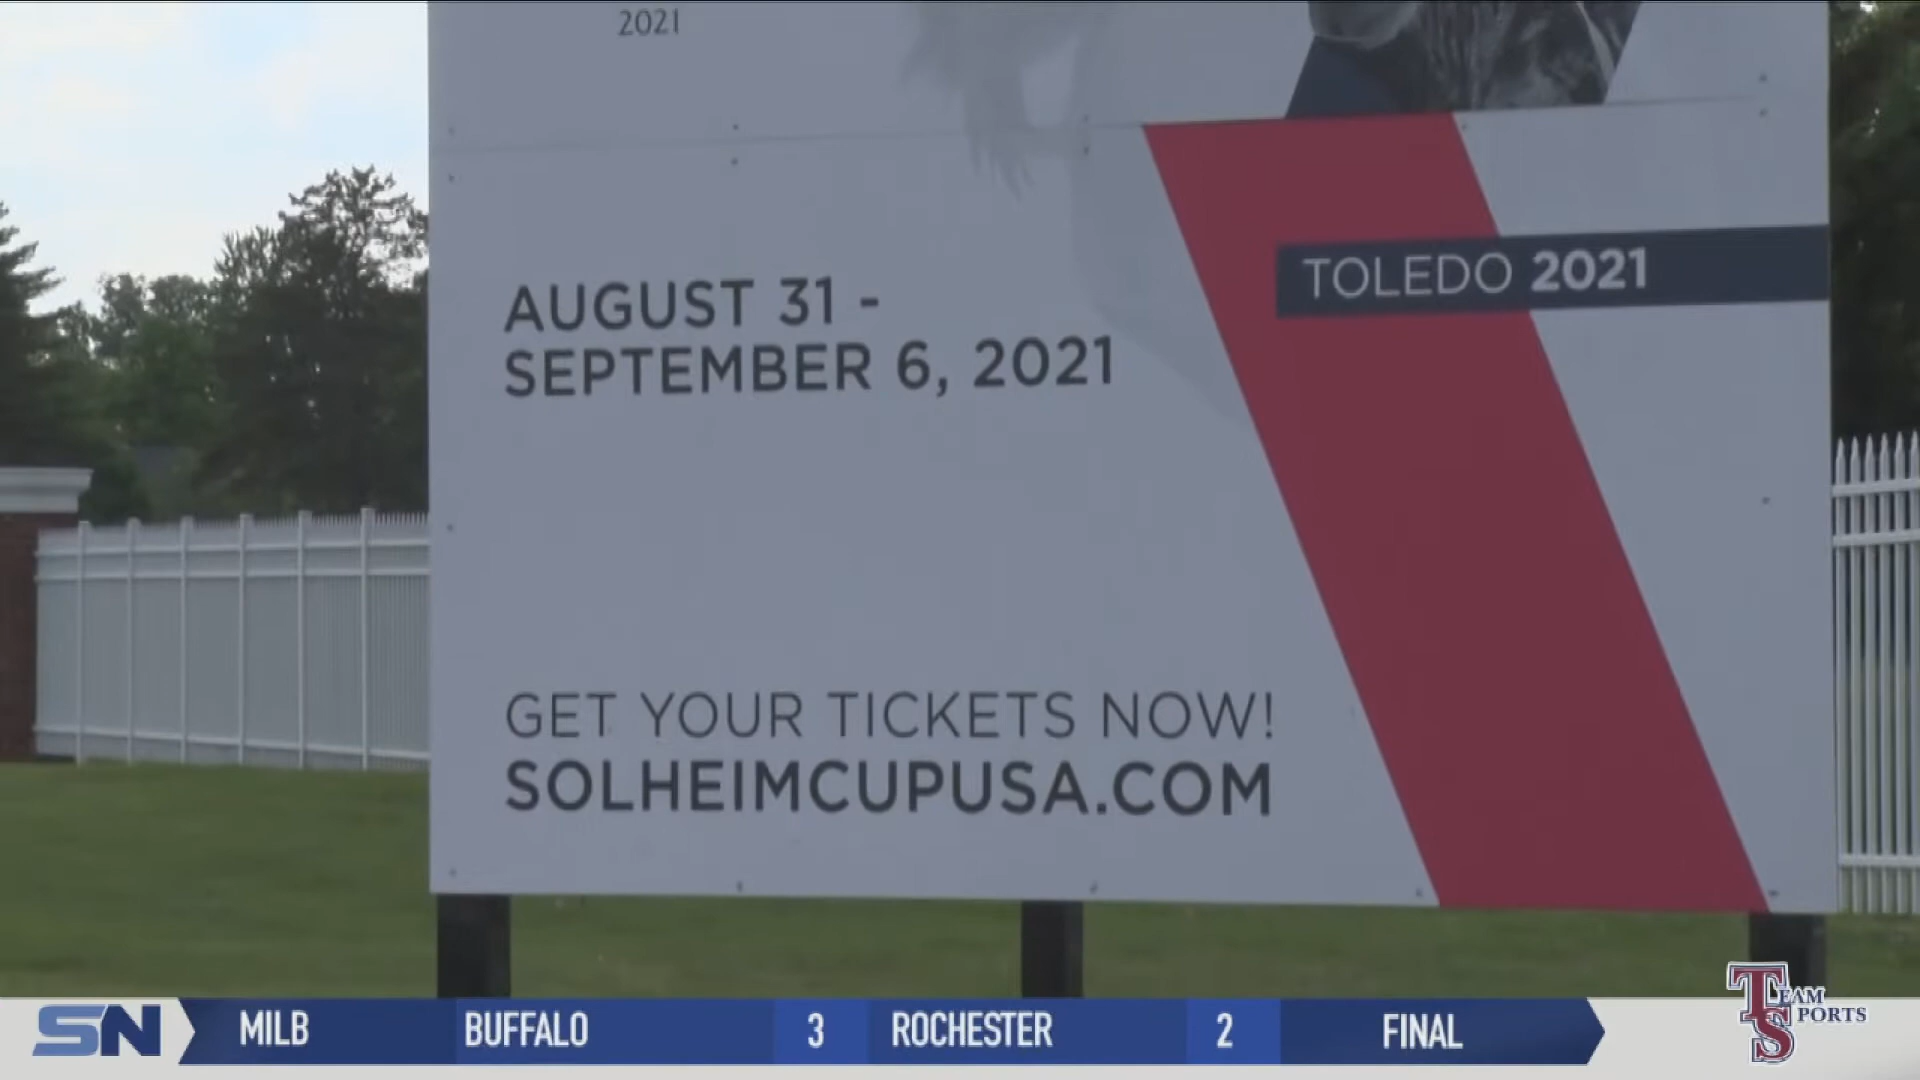 2021
TOLEDO 2021
AUGUST 31 -
SEPTEMBER 6, 2021
GET YOUR TICKETS NOW!
SOLHEIMCUPUSA.COM
SN MILB BUFFALO 3 ROCHESTER 2 FINAL
TEAM
SPORTS